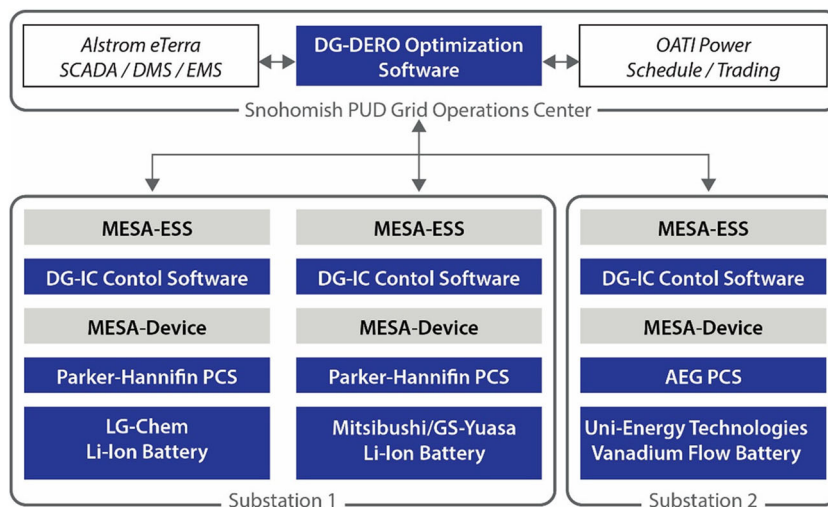 Alstrom eTerra
SCADA / DMS / EMS
DG-DERO Optimization
Software
OATI Power
Schedule / Trading
Snohomish PUD Grid Operations Center
MESA-ESS
DG-IC Contol Software
MESA-Device
Parker-Hannifin PCS
LG-Chem
Li-Ion Battery
MESA-ESS
DG-IC Contol Software
MESA-Device
Parker-Hannifin PCS
Mitsibushi/GS-Yuasa
Li-Ion Battery
Substation 1
MESA-ESS
DG-IC Contol Software
MESA-Device
AEG PCS
Uni-Energy Technologies
Vanadium Flow Battery
Substation 2